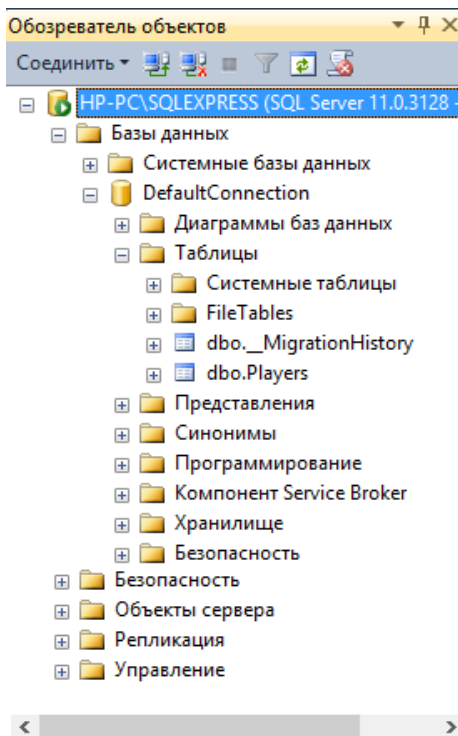 Обозреватель объектов
Соединить
HP-PC\SQLEXPRESS (SQL Server 11.0.3128 -
Базы данных
Системные базы данных
DefaultConnection
Диаграммы баз данных
Таблицы
Системные таблицы
FileTables
dbo.__MigrationHistory
dbo.Players
Представления
Синонимы
Программирование
Компонент Service Broker
Хранилище
Безопасность
Безопасность
Объекты сервера
Репликация
Управление